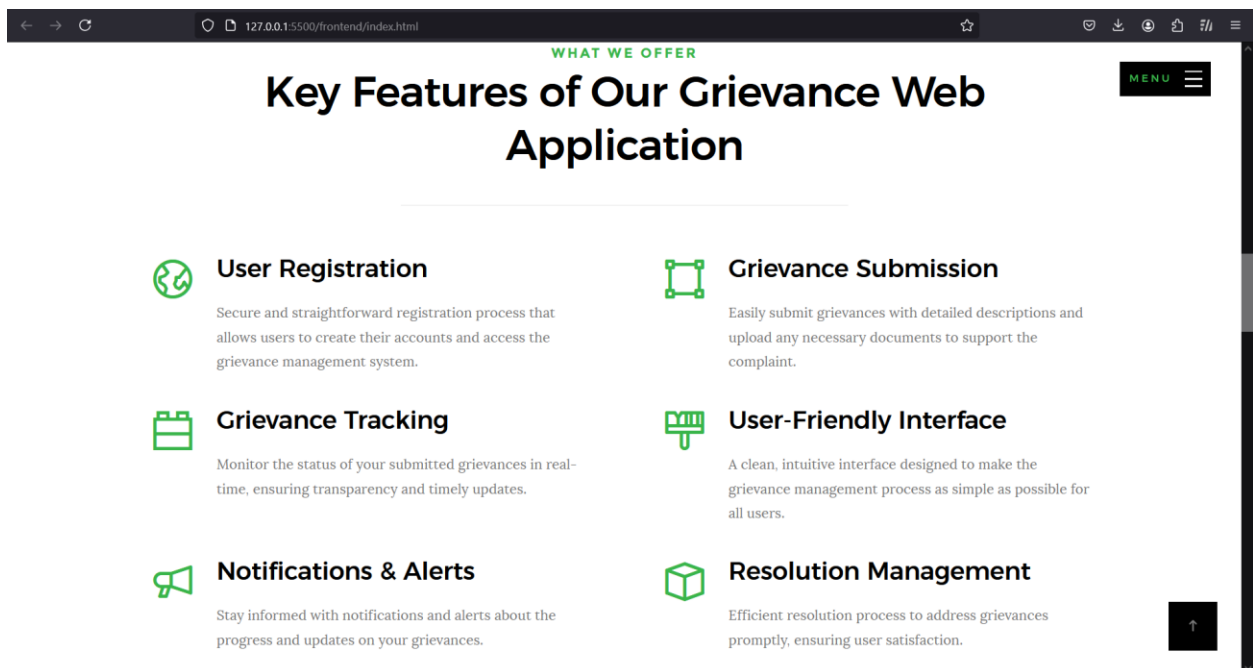 127.0.0.1:5500/frontend/index.html
WHAT WE OFFER
MENU
Key Features of Our Grievance Web
Application
User Registration
Secure and straightforward registration process that
allows users to create their accounts and access the
grievance management system.
Grievance Submission
Easily submit grievances with detailed descriptions and
upload any necessary documents to support the
complaint.
Grievance Tracking
Monitor the status of your submitted grievances in real-
time, ensuring transparency and timely updates.
User-Friendly Interface
A clean, intuitive interface designed to make the
grievance management process as simple as possible for
all users.
Notifications & Alerts
Stay informed with notifications and alerts about the
progress and updates on your grievances.
Resolution Management
Efficient resolution process to address grievances
promptly, ensuring user satisfaction.